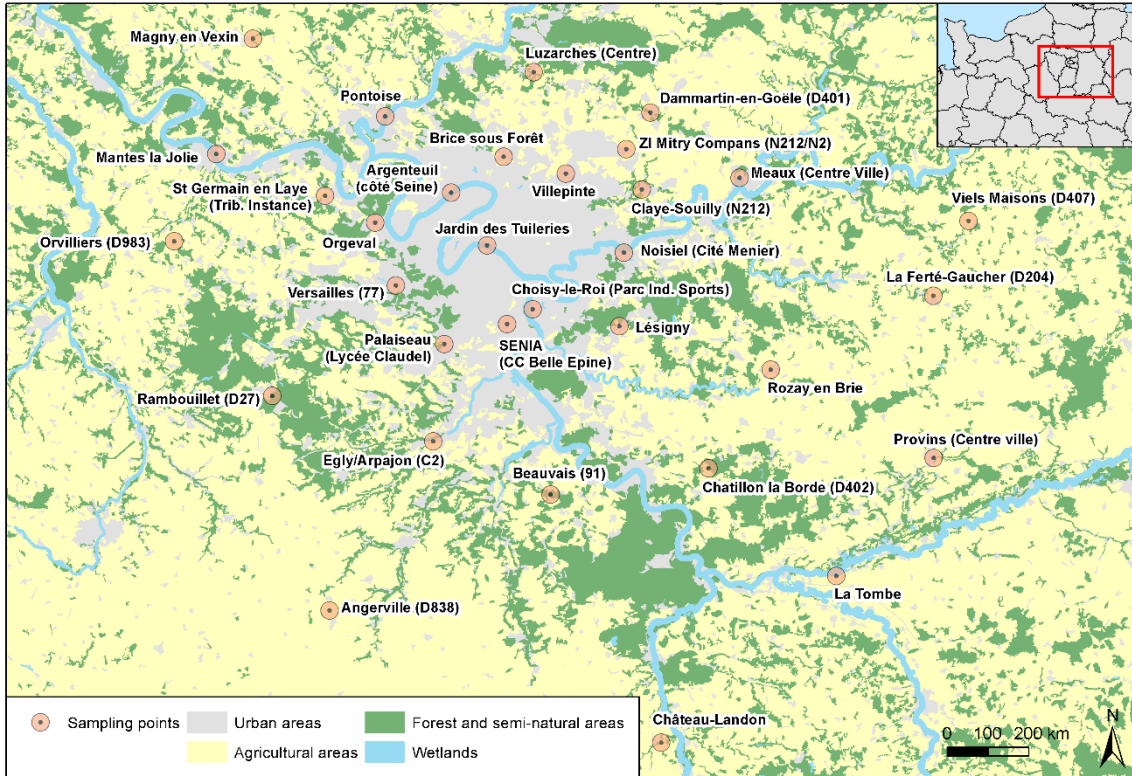 Magny en Vexin
Luzarches (Centre)
Pontoise
Dammartin-en-Goële (D401)
Brice sous Forêt
ZI Mitry Compans (N212/N2)
Mantes la Jolie
Argenteuil
(côté Seine)
Villepinte
Meaux (Centre Ville)
St Germain en Laye
(Trib. Instance)
Claye-Souilly (N212)
Viels Maisons (D407)
Orgeval
Jardin des Tuileries
Orvilliers (D983)
Noisiel (Cité Menier)
La Ferté-Gaucher (D204)
Versailles (77)
Choisy-le-Roi (Parc Ind. Sports)
Lésigny
Palaiseau
(Lycée Claudel)
SENIA
(CC Belle Epine)
Rozay en Brie
Rambouillet (D27)
Provins (Centre ville)
Egly/Arpajon (C2)
Beauvais (91)
Chatillon la Borde (D402)
La Tombe
Angerville (D838)
Château-Landon
N
0 100 200 km
Sampling points
Urban areas
Forest and semi-natural areas
Agricultural areas
Wetlands